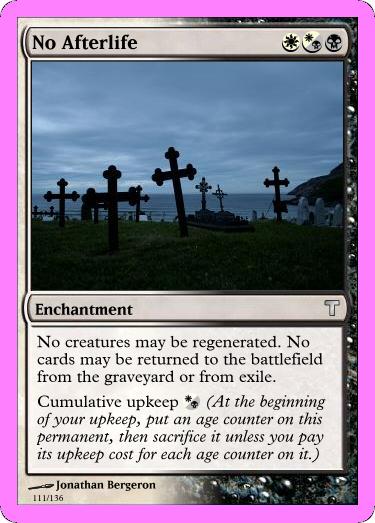 No Afterlife
Enchantment
T
No creatures may be regenerated. No
cards may be returned to the battlefield
from the graveyard or from exile.
Cumulative upkeep (At the beginning
of your upkeep, put an age counter on this
permanent, then sacrifice it unless you pay
its upkeep cost for each age counter on it.)
Jonathan Bergeron
111/136